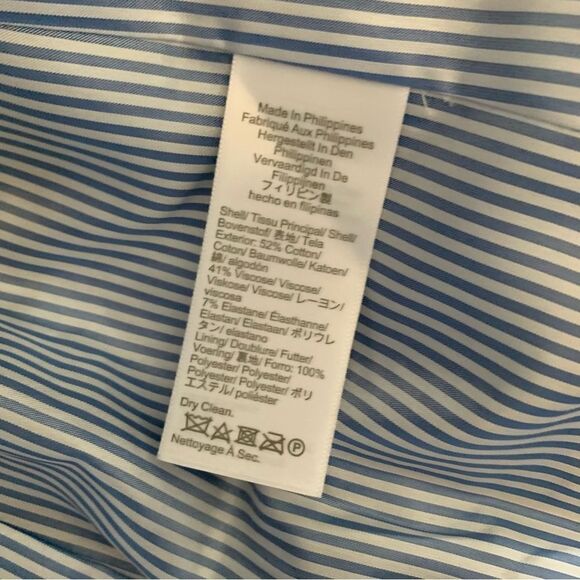 Made In Philippines
Fabriqué Aux Philippines
Hergestellt In Den
Philippinen
Vervaardigd In De
Filippijnen
フィリピン製
hecho en filipinas
Shell/ Tissu Principal/ Shell/
Bovenstof/ 表地/ Tela
Exterior: 52% Cotton/
Coton/ Baumwolle/ Katoen/
綿/ algodón
41% Viscose/ Viscose/
Viskose/ Viscose/ レーヨン/
viscosa
7% Elastane/ Élasthanne/
Elastan/ Elastaan/ ポリウレ
タン/ elastano
Lining/ Doublure/ Futter/
Voering/ 裏地/ Forro: 100%
Polyester/ Polyester/
Polyester/ Polyester/ ポリ
エステル/ poliéster
Dry Clean.
P
Nettoyage À Sec.